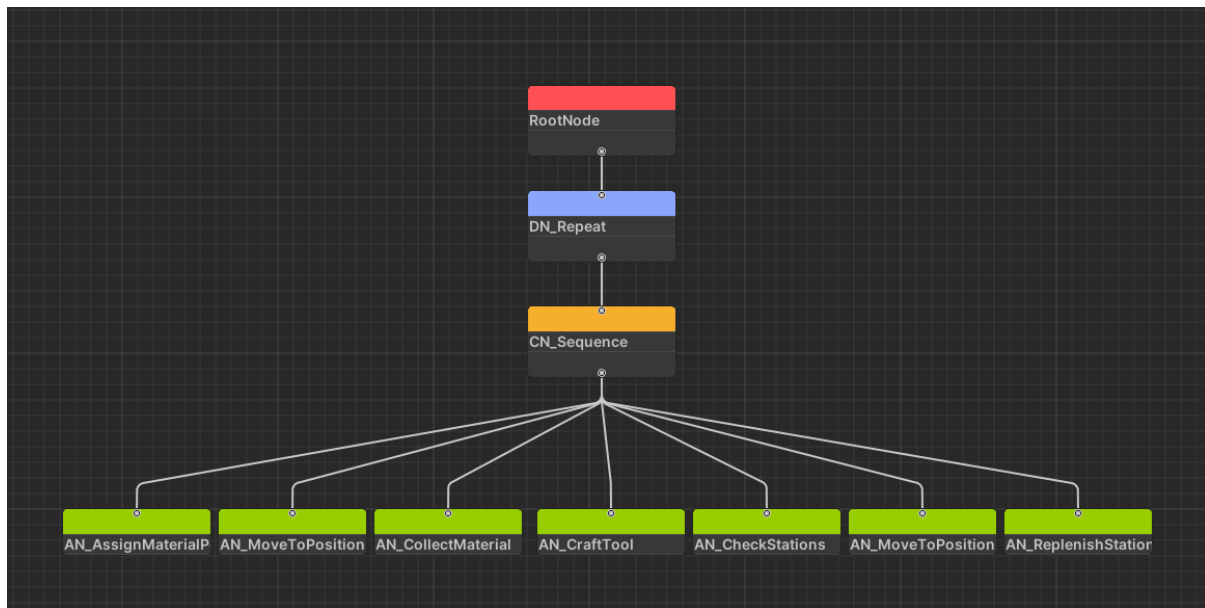 RootNode
DN_Repeat
CN_Sequence
AN_AssignMaterialP
AN_MoveToPosition
AN_CollectMaterial
AN_CraftTool
AN_CheckStations
AN_MoveToPosition
AN_ReplenishStation